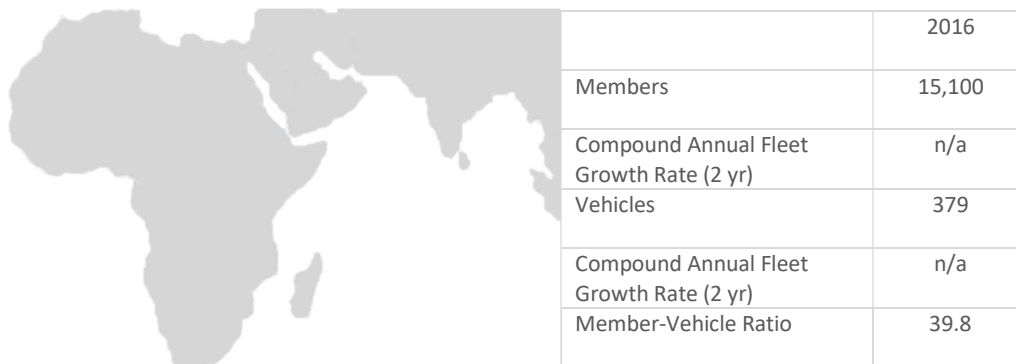 2016
Members 15,100
Compound Annual Fleet n/a
Growth Rate (2 yr)
Vehicles 379
Compound Annual Fleet n/a
Growth Rate (2 yr)
Member-Vehicle Ratio 39.8